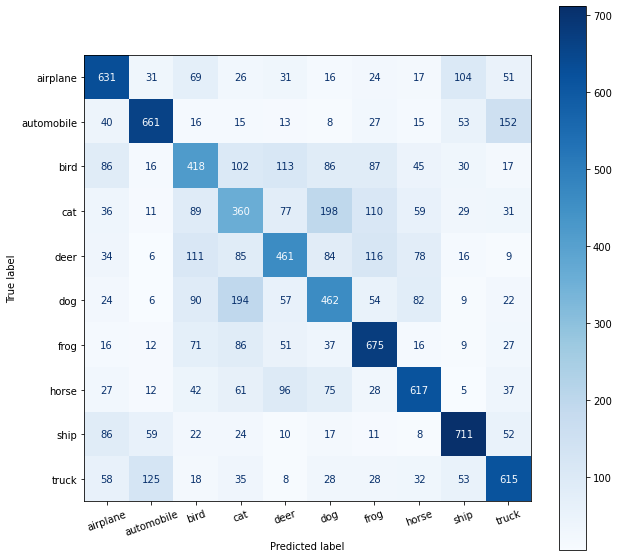 airplane 631 31 69 26 31 16 24 17 104 51
automobile 40 661 16 15 13 8 27 15 53 152
bird 86 16 418 102 113 86 87 45 30 17
cat 36 11 89 360 77 198 110 59 29 31
deer 34 6 111 85 461 84 116 78 16 9
dog 24 6 90 194 57 462 54 82 9 22
frog 16 12 71 86 51 37 675 16 9 27
horse 27 12 42 61 96 75 28 617 5 37
ship 86 59 22 24 10 17 11 8 711 52
truck 58 125 18 35 8 28 28 32 53 615
airplane automobile bird cat deer dog frog horse ship truck
Predicted label
True label
700
600
500
400
300
200
100